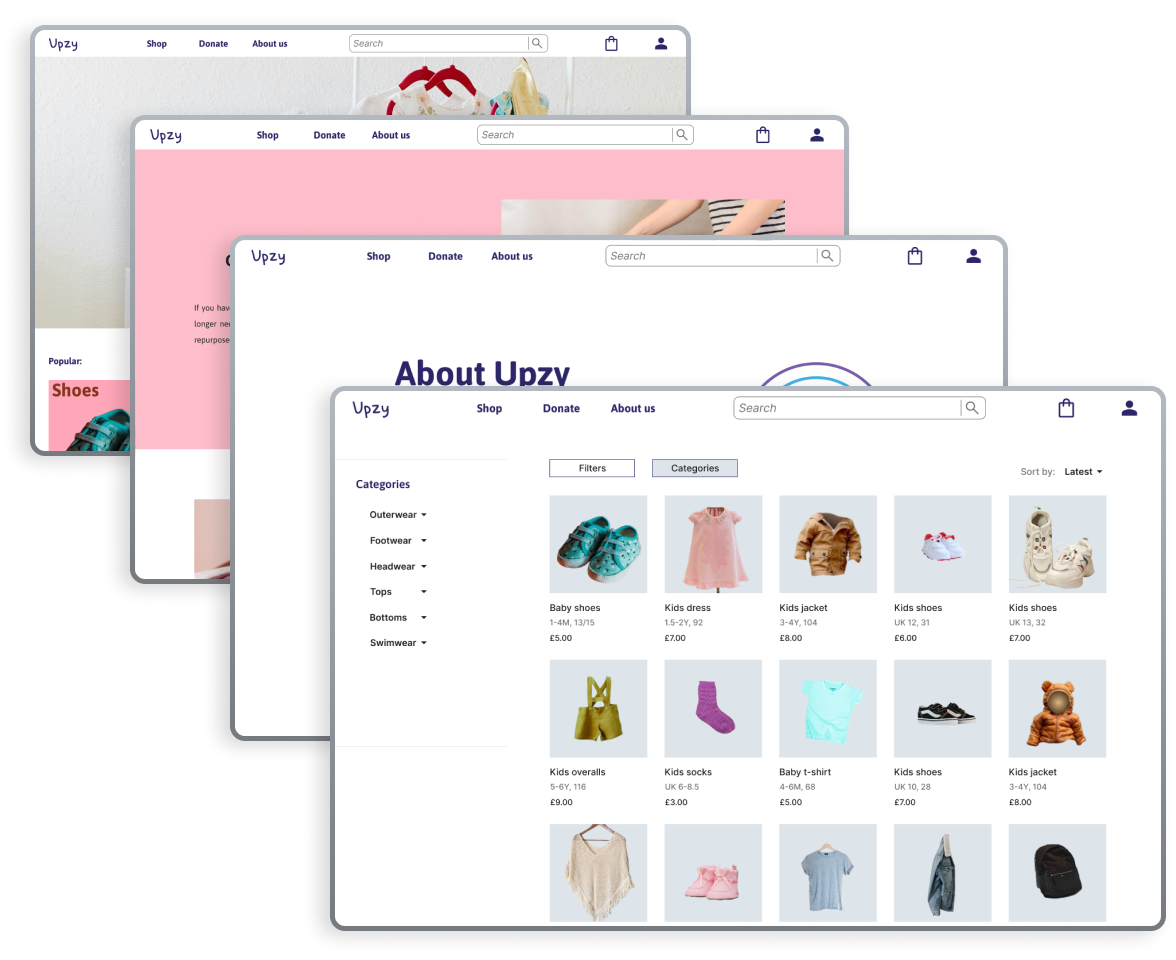 Upzy
Shop
Donate
About us
Search
Popular:
Shoes
Upzy
Shop
Donate
About us
Search
If you hav
longer ne
repurpose
Upzy
Shop
Donate
About us
Search
About Upzy
Upzy
Shop
Donate
About us
Search
Categories
Outerwear
Footwear
Headwear
Tops
Bottoms
Swimwear
Filters
Categories
Sort by: Latest
Baby shoes
1-4M, 13/15
£5.00
Kids dress
1.5-2Y, 92
£7.00
Kids jacket
3-4Y, 104
£8.00
Kids shoes
UK 12, 31
£6.00
Kids shoes
UK 13, 32
£7.00
Kids overalls
5-6Y, 116
£9.00
Kids socks
UK 6-8.5
£3.00
Baby t-shirt
4-6M, 68
£5.00
Kids shoes
UK 10, 28
£7.00
Kids jacket
3-4Y, 104
£8.00